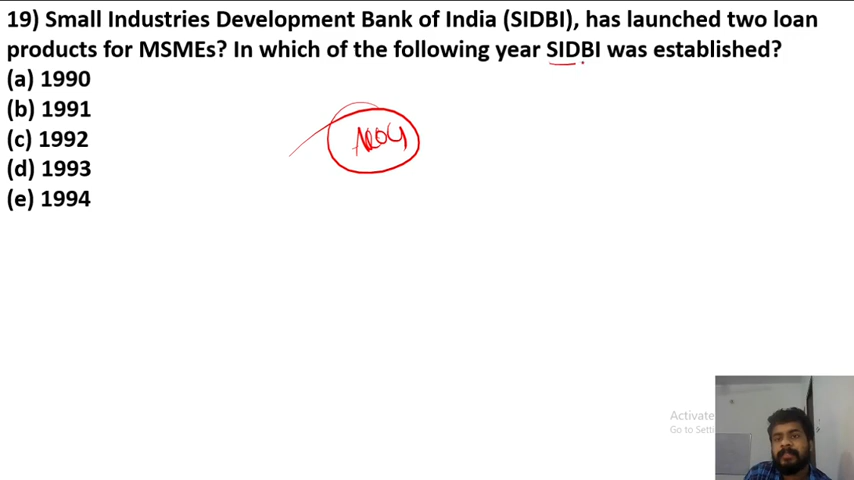 19) Small Industries Development Bank of India (SIDBI), has launched two loan
products for MSMEs? In which of the following year SIDBI was established?
(a) 1990
(b) 1991
(c) 1992
(d) 1993
(e) 1994
Activate
Go to Setti